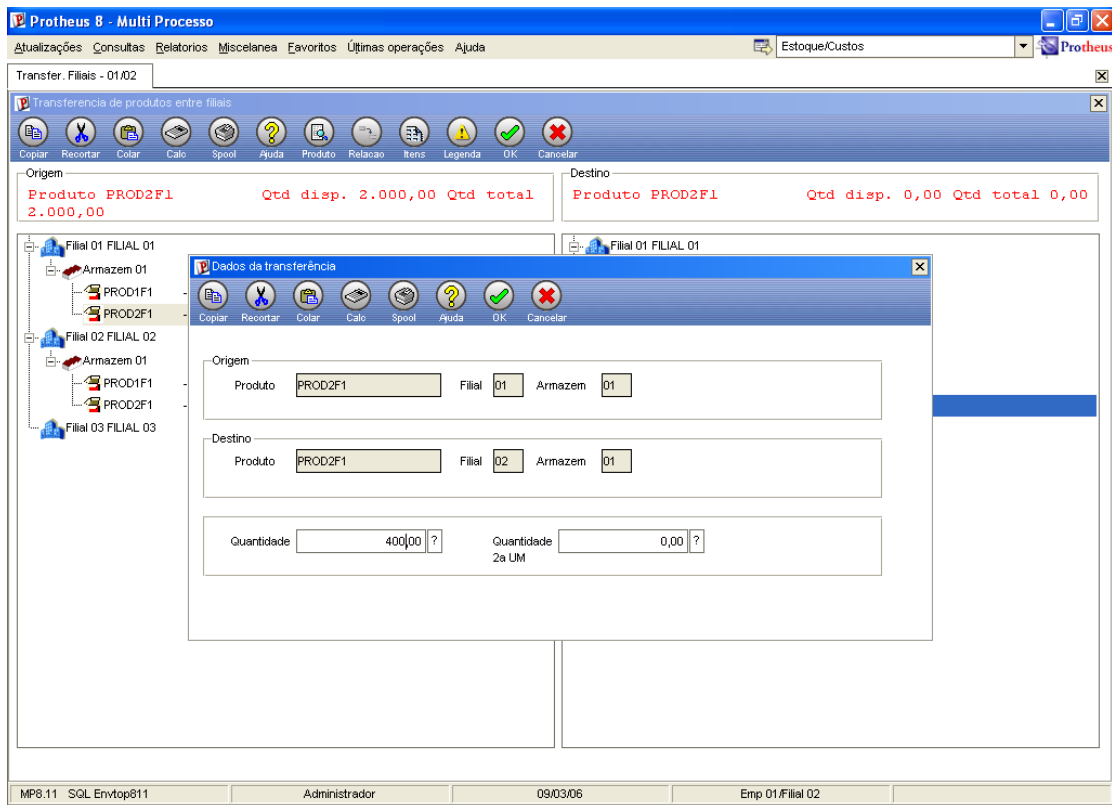 Protheus 8 - Multi Processo
Atualizações Consultas Relatorios Miscelanea Favoritos Últimas operações Ajuda
Estoque/Custos
Protheus
Transfer. Filiais - 01/02
Transferencia de produtos entre filiais
Copiar Recortar Colar Calc Spool Ajuda Produto Relacao Itens Legenda OK Cancelar
Origem
Produto PROD2F1 Qtd disp. 2.000,00 Qtd total
2.000,00
Destino
Produto PROD2F1 Qtd disp. 0,00 Qtd total 0,00
Filial 01 FILIAL 01
Armazem 01
PROD1F1 -
PROD2F1 -
Filial 02 FILIAL 02
Armazem 01
PROD1F1 -
PROD2F1 -
Filial 03 FILIAL 03
Filial 01 FILIAL 01
Dados da transferência
Copiar Recortar Colar Calc Spool Ajuda OK Cancelar
Origem
Produto PROD2F1 Filial 01 Armazem 01
Destino
Produto PROD2F1 Filial 02 Armazem 01
Quantidade 400,00 ? Quantidade 0,00 ?
2a UM
MP8.11 SQL Envtop811 Administrador 09/03/06 Emp 01/Filial 02